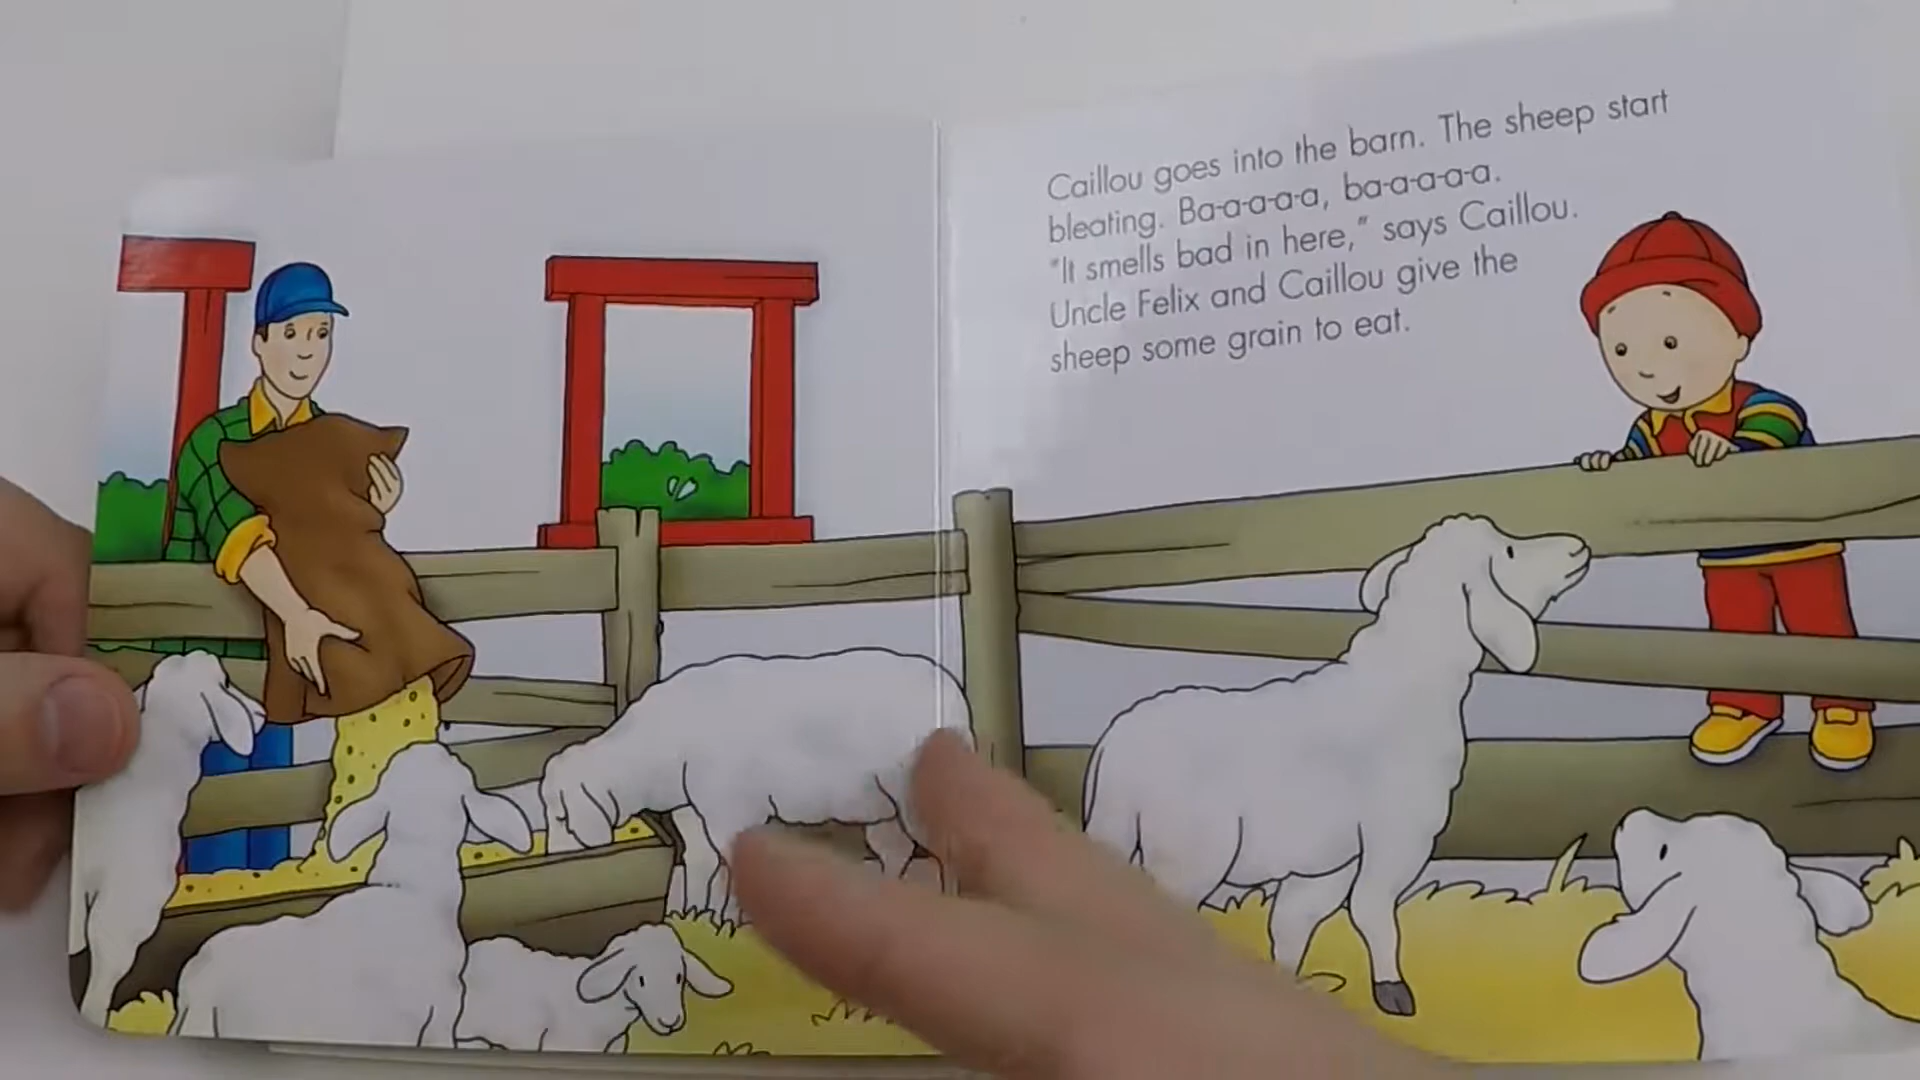 Caillou goes into the barn. The sheep start
bleating. Ba-a-a-a-a, ba-a-a-a-a.
"It smells bad in here," says Caillou.
Uncle Felix and Caillou give the
sheep some grain to eat.